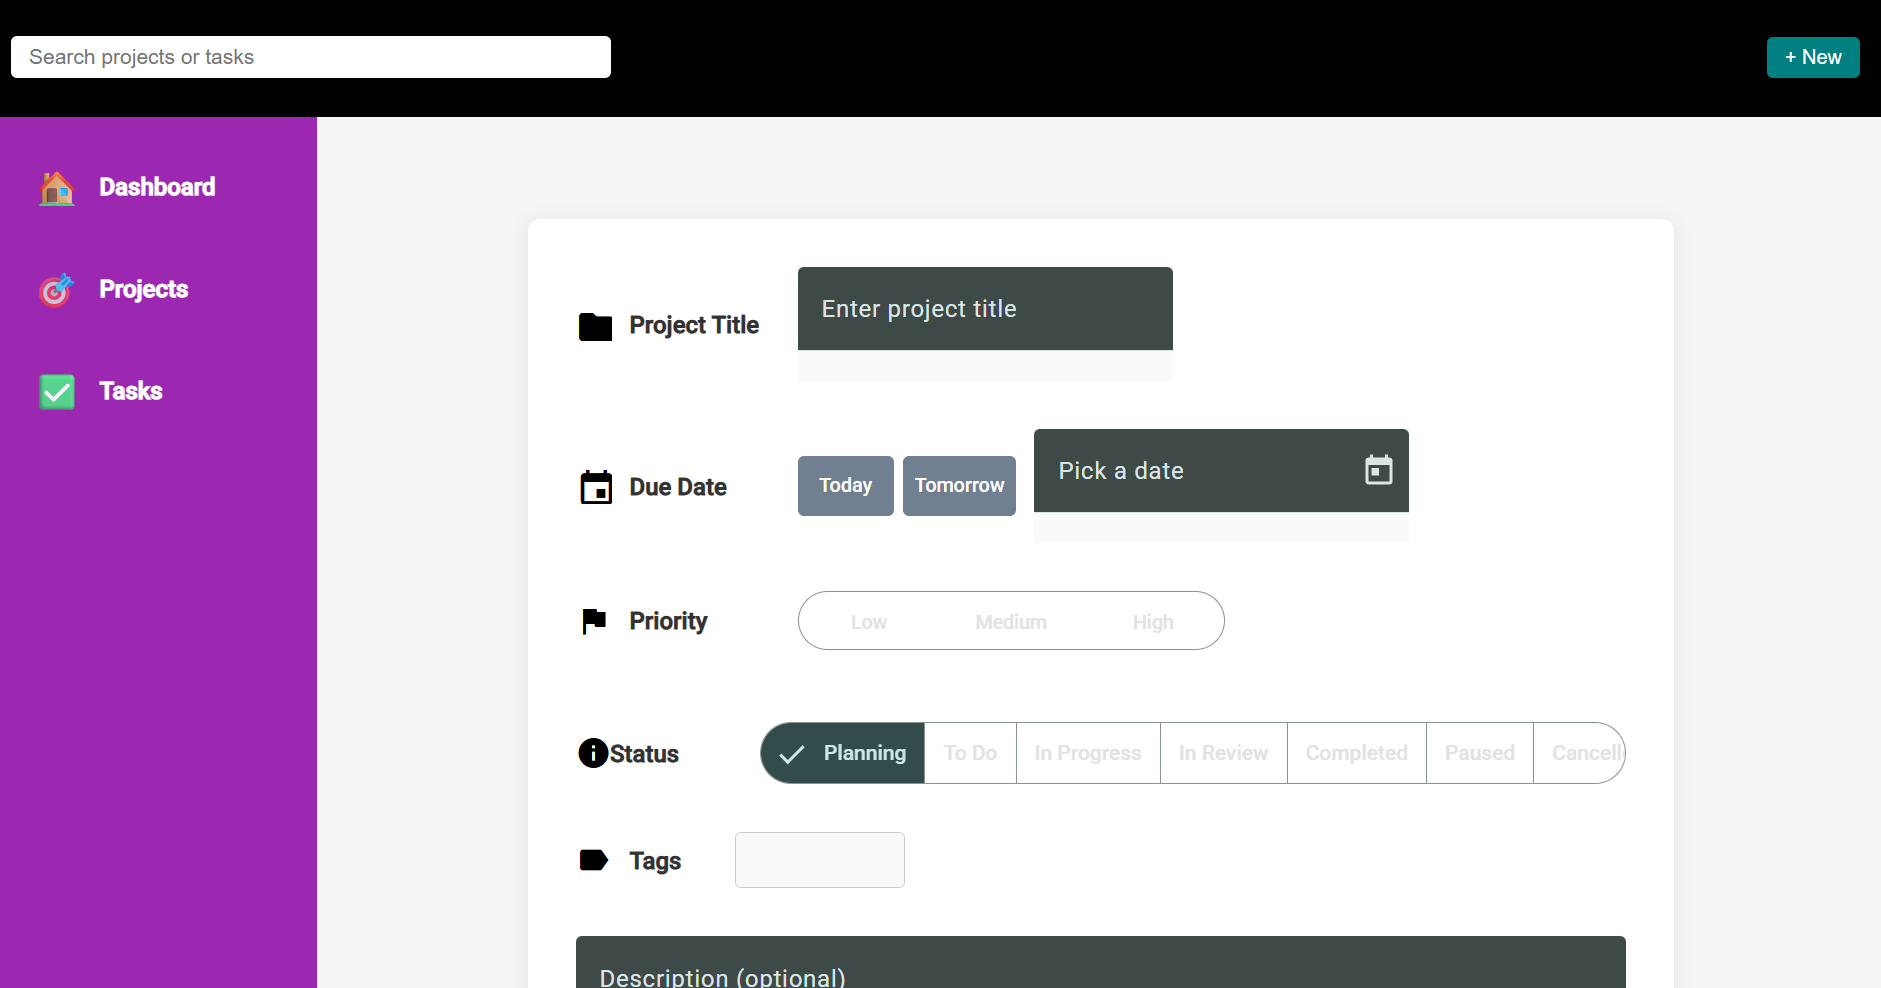 Search projects or tasks
+ New
Dashboard
Projects
Tasks
Project Title
Enter project title
Due Date
Today
Tomorrow
Pick a date
Priority
Low
Medium
High
Status
Planning
To Do
In Progress
In Review
Completed
Paused
Cancell
Tags
Description (optional)